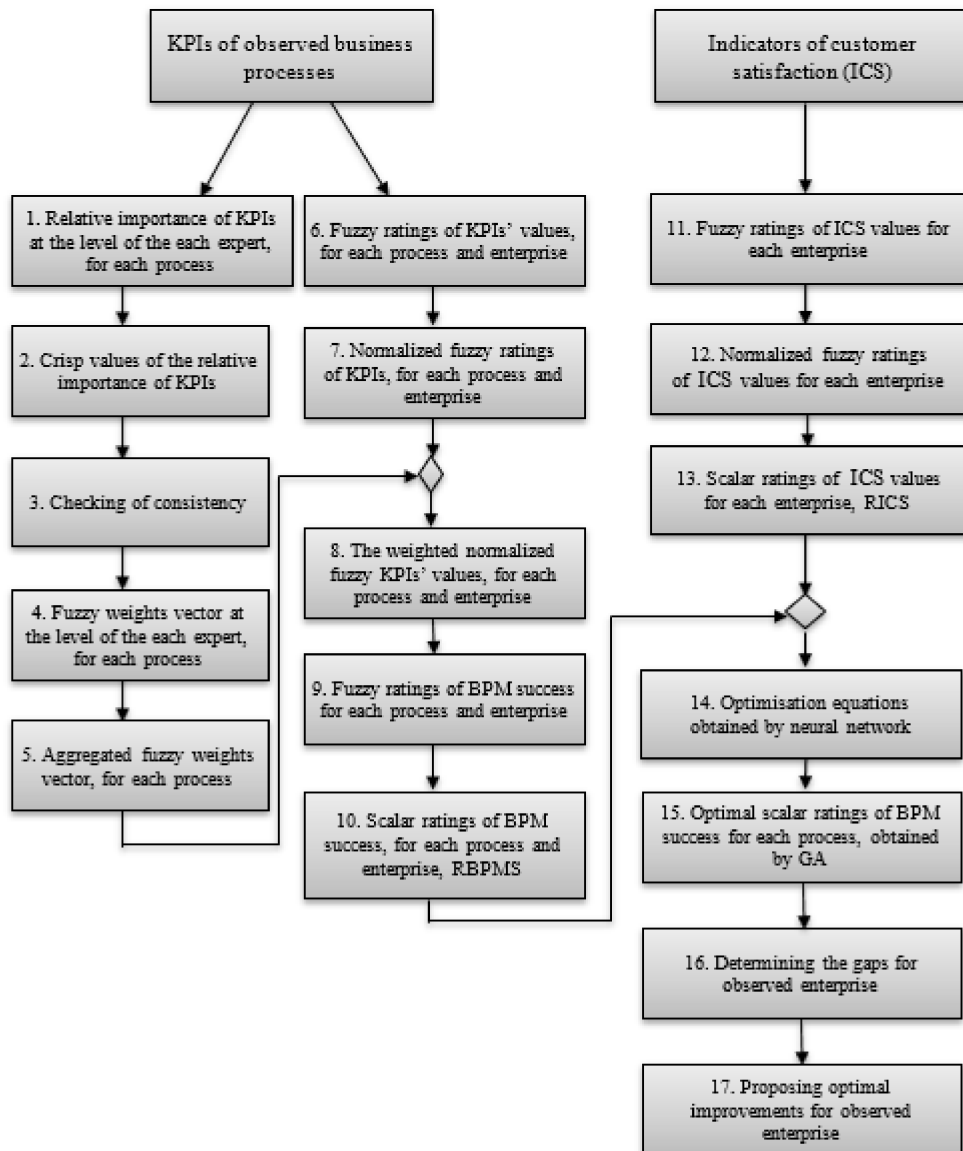 KPIs of observed business
processes
Indicators of customer
satisfaction (ICS)
1. Relative importance of KPIs
at the level of the each expert,
for each process
2. Crisp values of the relative
importance of KPIs
3. Checking of consistency
4. Fuzzy weights vector at
the level of the each expert,
for each process
5. Aggregated fuzzy weights
vector, for each process
6. Fuzzy ratings of KPIs’ values,
for each process and enterprise
7. Normalized fuzzy ratings
of KPIs, for each process and
enterprise
8. The weighted normalized
fuzzy KPIs’ values, for each
process and enterprise
9. Fuzzy ratings of BPM success
for each process and enterprise
10. Scalar ratings of BPM
success, for each process and
enterprise, RBPMS
11. Fuzzy ratings of ICS values for
each enterprise
12. Normalized fuzzy ratings
of ICS values for each enterprise
13. Scalar ratings of ICS values
for each enterprise, RICS
14. Optimisation equations
obtained by neural network
15. Optimal scalar ratings of BPM
success for each process, obtained
by GA
16. Determining the gaps for
observed enterprise
17. Proposing optimal
improvements for observed
enterprise